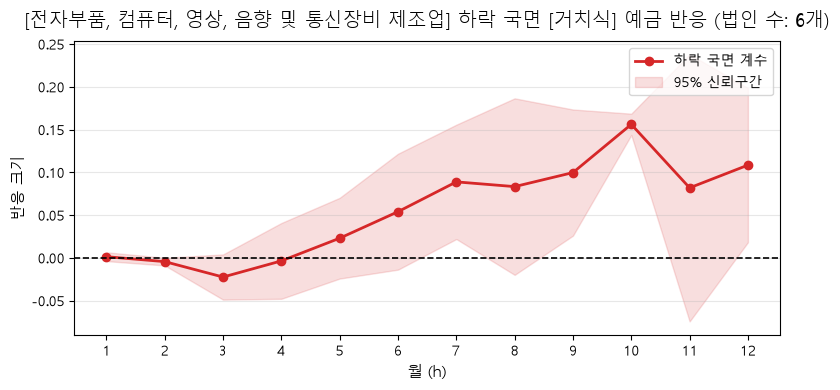 [전자부품, 컴퓨터, 영상, 음향 및 통신장비 제조업] 하락 국면 [거치식] 예금 반응 (법인 수: 6개)
0.25
0.20
0.15
0.10
0.05
0.00
-0.05
반응 크기
하락 국면 계수
95% 신뢰구간
1 2 3 4 5 6 7 8 9 10 11 12
월 (h)